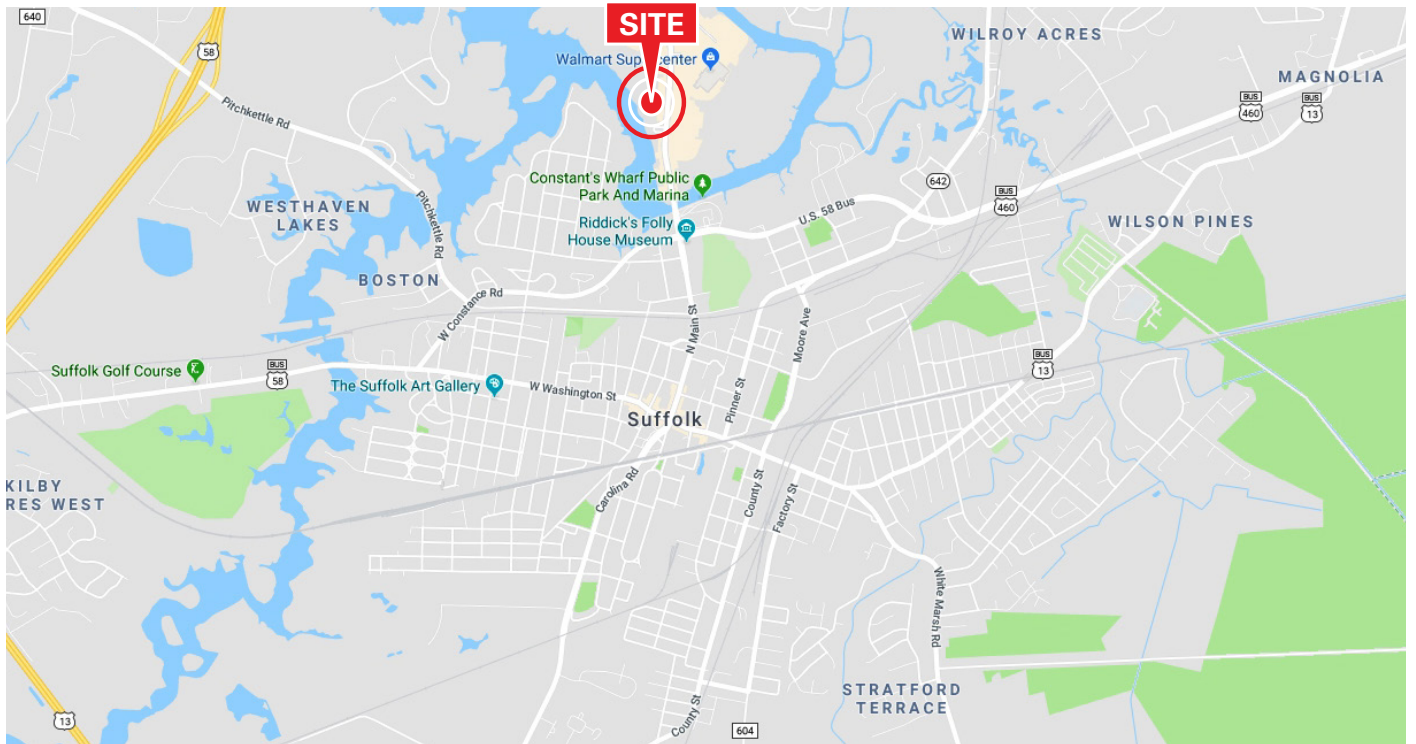 640
SITE
58
WILROY ACRES
Walmart Sup center
MAGNOLIA
BUS
460
BUS
13
Pitchkettle Rd
Constant's Wharf Public
Park And Marina
642
BUS
460
WESTHAVEN
LAKES
Pitchkettle Rd
U.S. 58 Bus
Riddick's Folly
House Museum
WILSON PINES
BOSTON
W Constance Rd
N Main St
Moore Ave
Suffolk Golf Course
BUS
58
The Suffolk Art Gallery
W Washington St
Pinner St
BUS
13
Suffolk
KILBY
RES WEST
Carolina Rd
County St
Factory St
White Marsh Rd
STRATFORD
TERRACE
13
County St
604